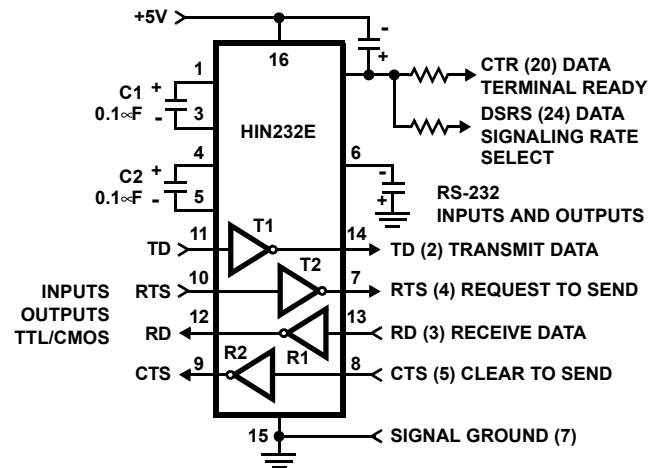 +5V
-
+
16
1
C1
+
0.1∝F
-
3
HIN232E
CTR (20) DATA
TERMINAL READY
DSRS (24) DATA
SIGNALING RATE
SELECT
4
C2
+
0.1∝F
-
5
6
-
+
RS-232
INPUTS AND OUTPUTS
TD
11
T1
14
TD (2) TRANSMIT DATA
INPUTS
OUTPUTS
TTL/CMOS
RTS
10
T2
7
RTS (4) REQUEST TO SEND
RD
12
R1
13
RD (3) RECEIVE DATA
CTS
9
R2
8
CTS (5) CLEAR TO SEND
15
SIGNAL GROUND (7)